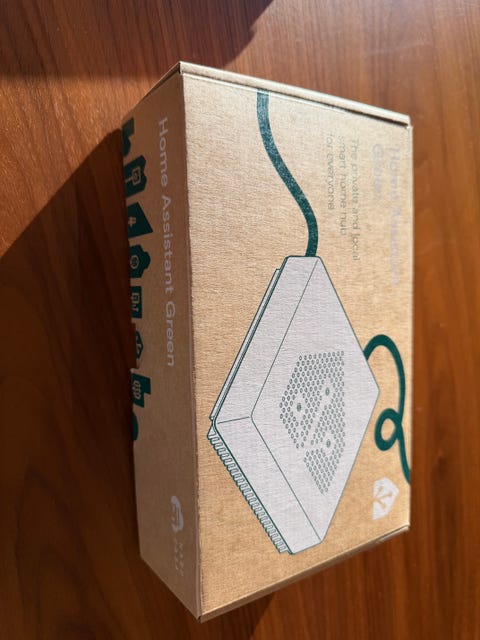 Home Assistant
Green
The private and local
smart home hub
for everyone
Home Assistant Green